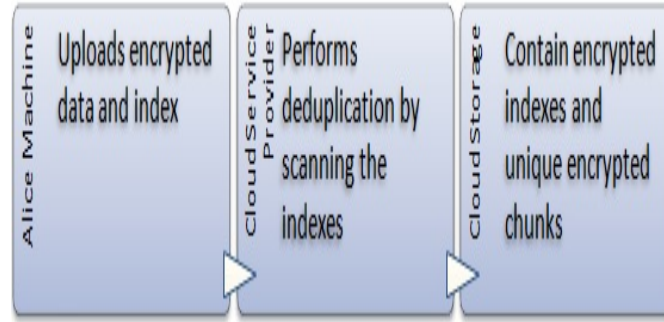 Alice Machine
Uploads encrypted
data and index
Cloud Service
Provider
Performs
deduplication by
scanning the
indexes
Cloud Storage
Contain encrypted
indexes and
unique encrypted
chunks